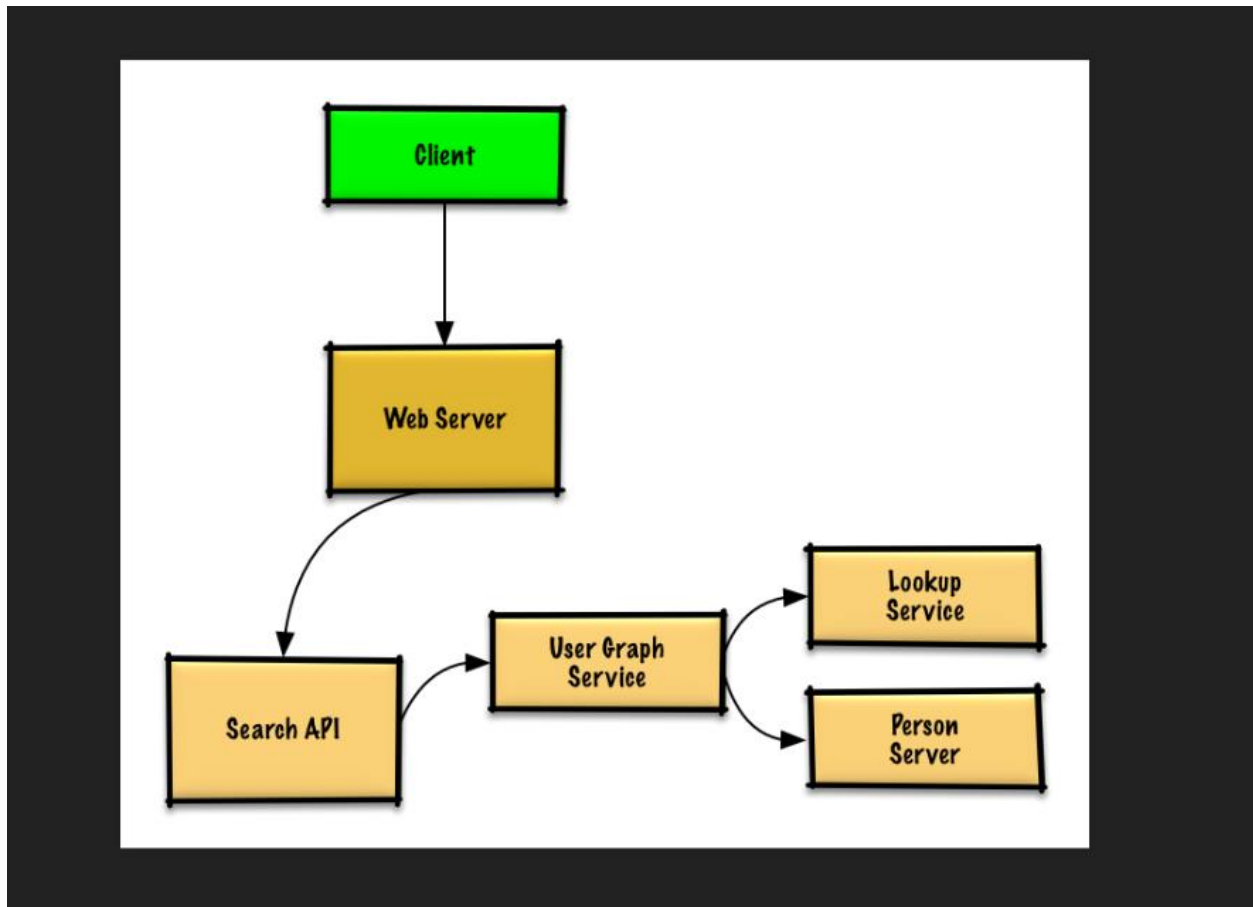 Client
Web Server
Lookup
Service
User Graph
Service
Search API
Person
Server